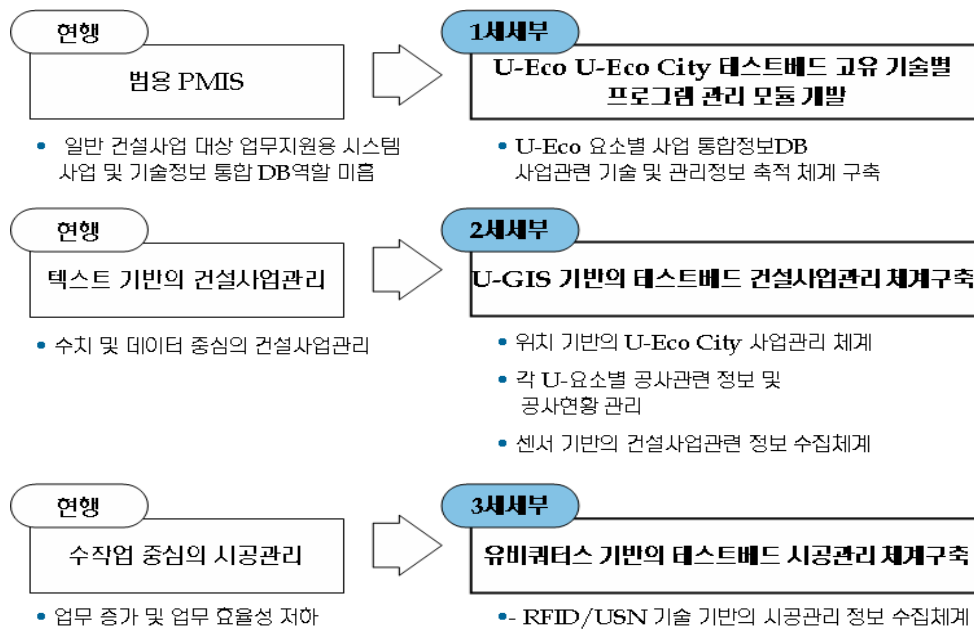 현행
범용 PMIS
• 일반 건설사업 대상 업무지원용 시스템
사업 및 기술정보 통합 DB역할 미흡
1세세부
U-Eco U-Eco City 테스트베드 고유 기술별
프로그램 관리 모듈 개발
• U-Eco 요소별 사업 통합정보DB
사업관련 기술 및 관리정보 축적 체계 구축
현행
텍스트 기반의 건설사업관리
• 수치 및 데이터 중심의 건설사업관리
2세세부
U-GIS 기반의 테스트베드 건설사업관리 체계구축
• 위치 기반의 U-Eco City 사업관리 체계
• 각 U-요소별 공사관련 정보 및
공사현황 관리
• 센서 기반의 건설사업관련 정보 수집체계
현행
수작업 중심의 시공관리
• 업무 증가 및 업무 효율성 저하
3세세부
유비쿼터스 기반의 테스트베드 시공관리 체계구축
•- RFID/USN 기술 기반의 시공관리 정보 수집체계